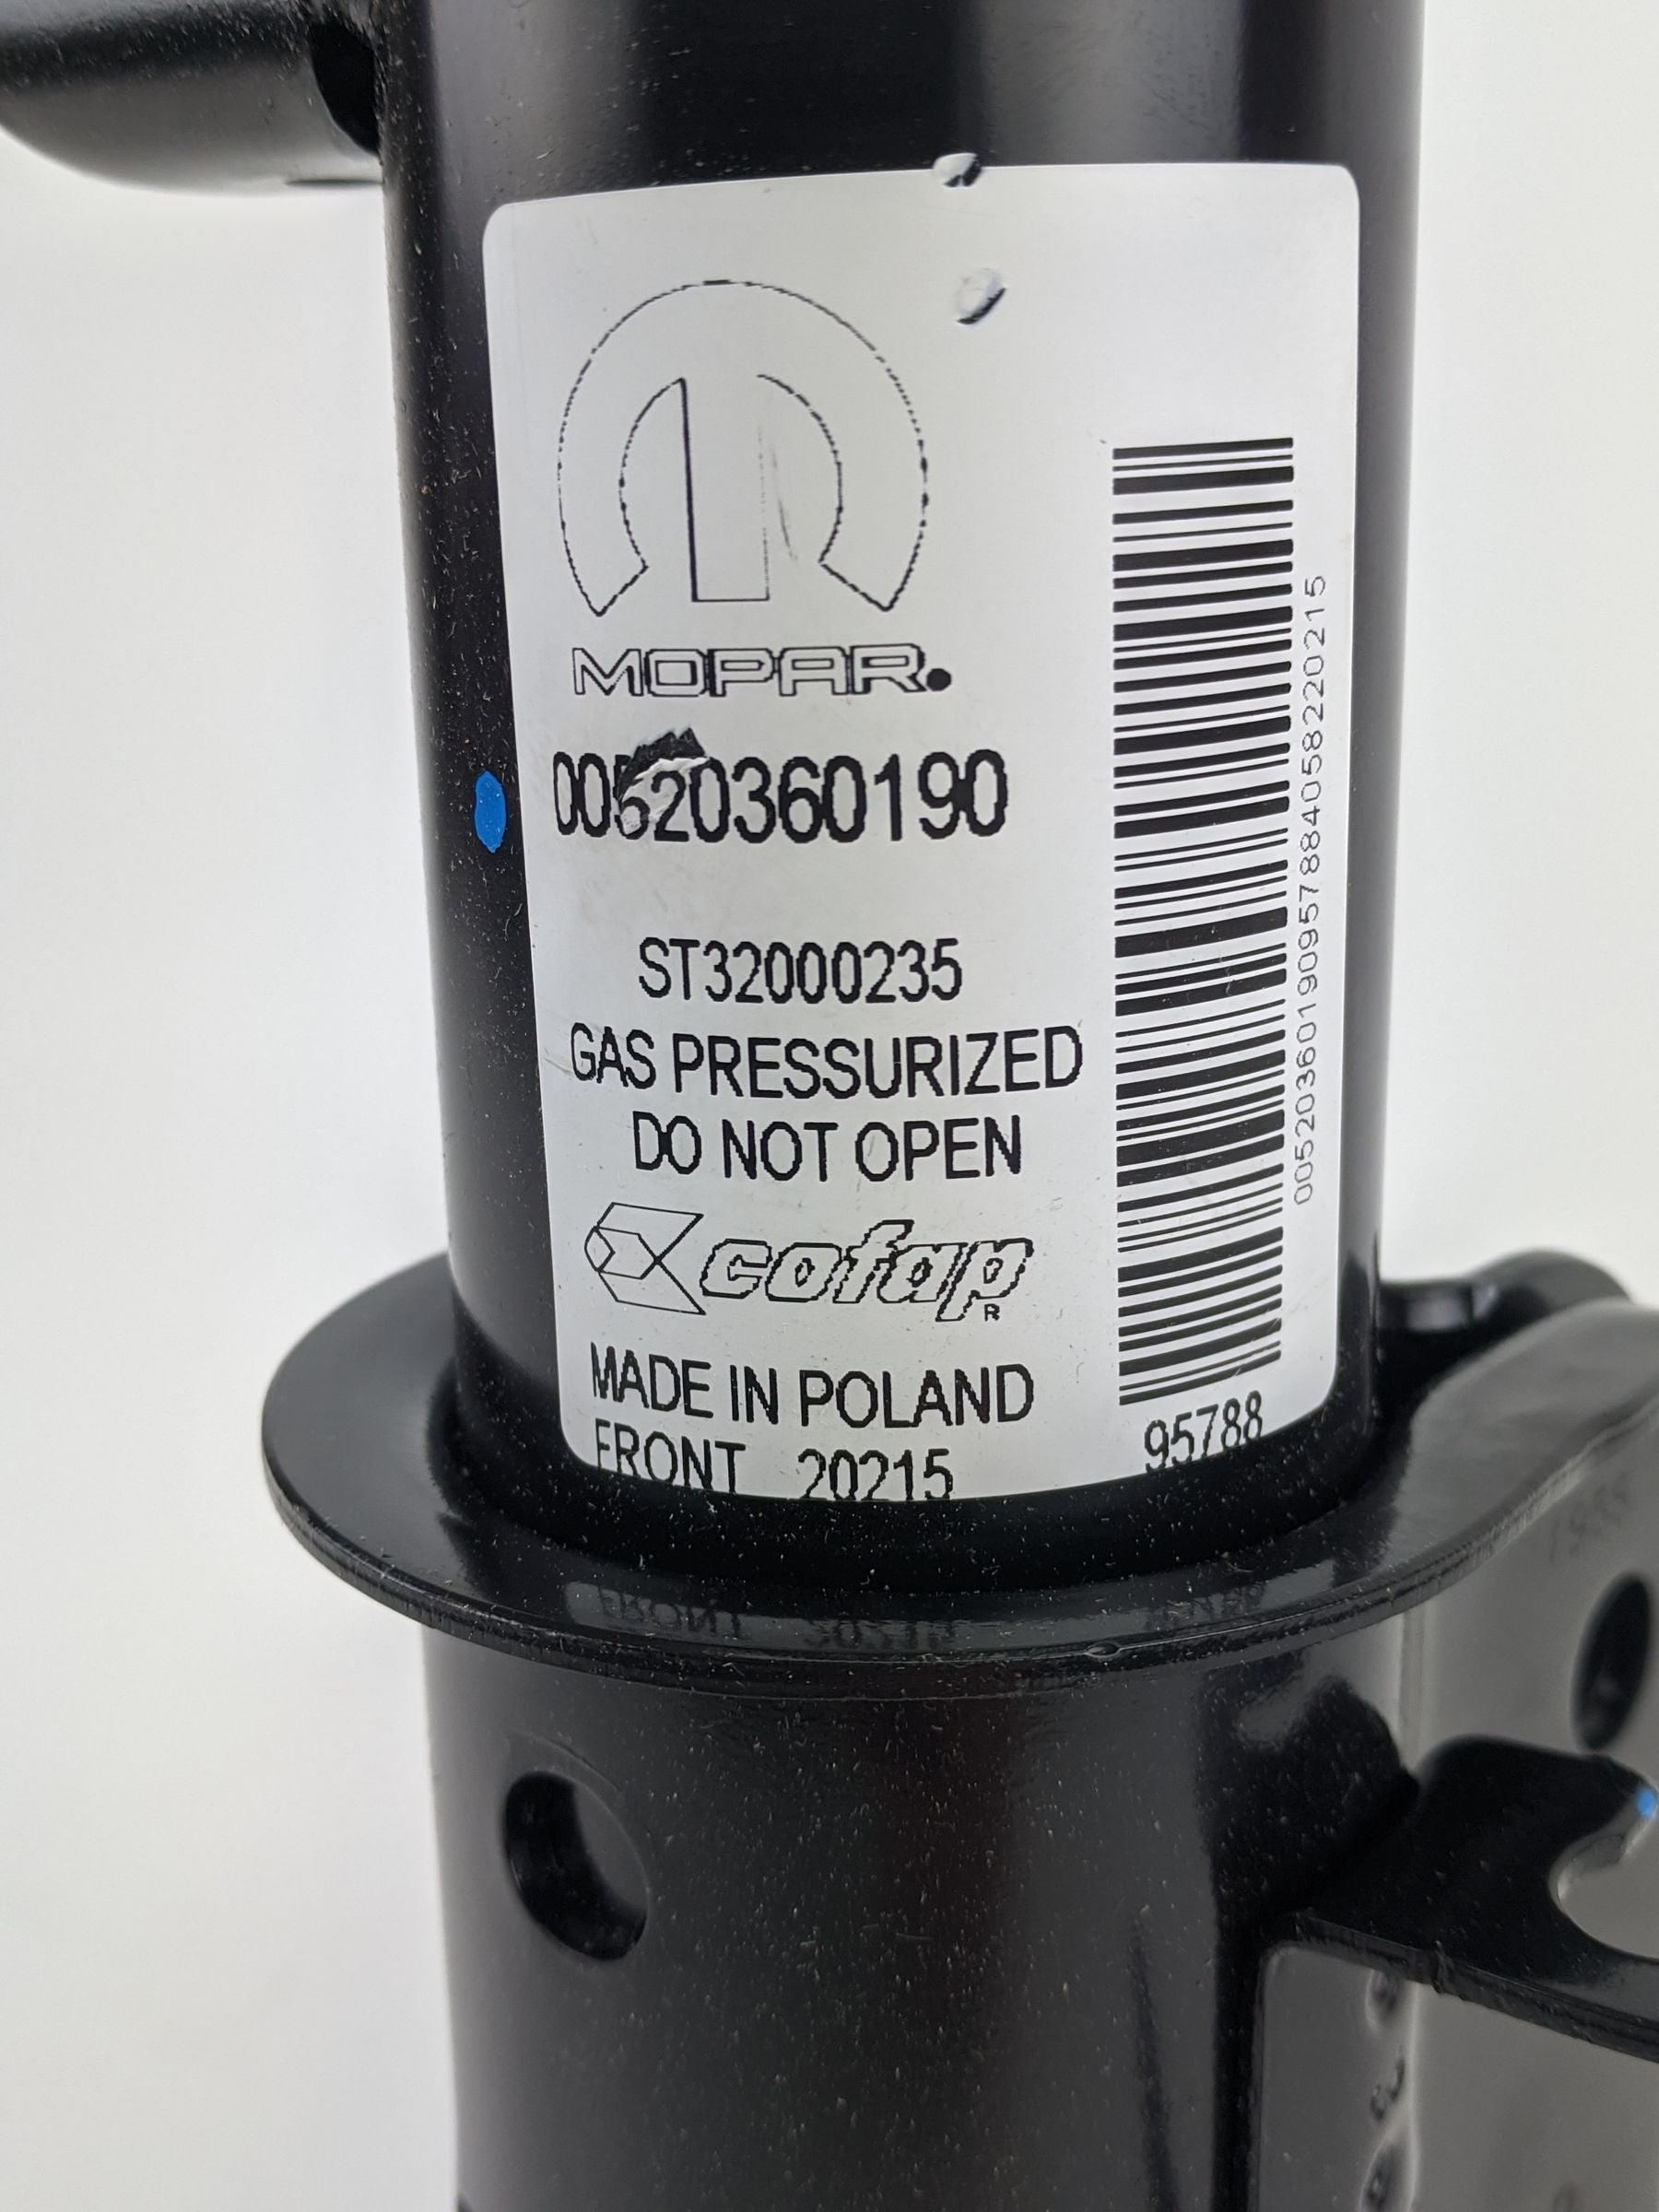 MOPAR.
00520360190
ST32000235
GAS PRESSURIZED
DO NOT OPEN
cofap
R
MADE IN POLAND
FRONT 20215
00520360190957884058220215
95788